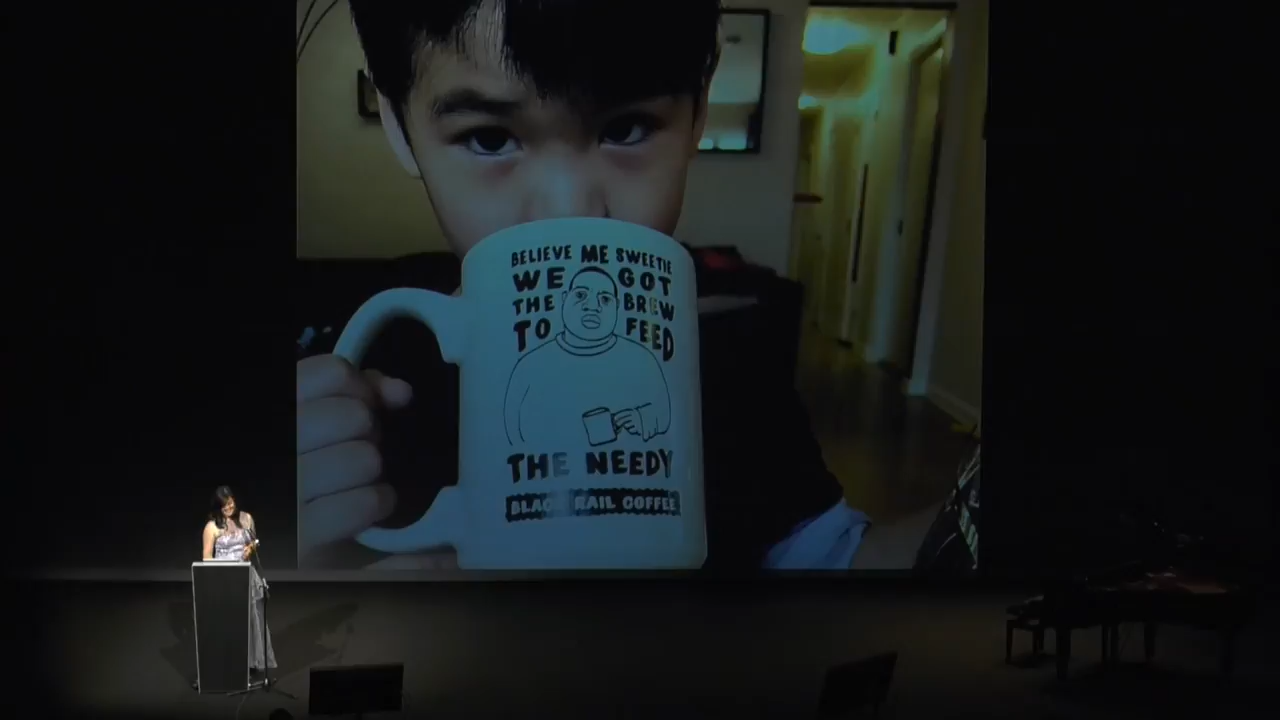 BELIEVE ME SWEETIE
WE GOT
THE BREW
TO FEED
THE NEEDY
BLACK RAIL COFFEE